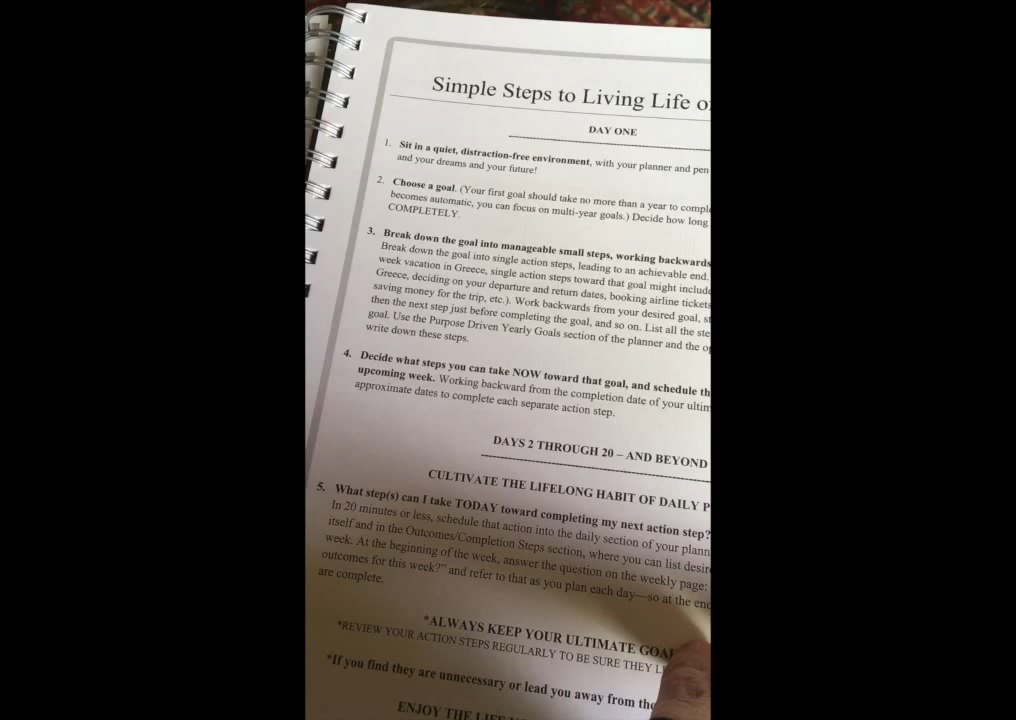 Simple Steps to Living Life
DAY ONE
1. Sit in a quiet, distraction-free environment, with your planner and pen
and your dreams and your future!
2. Choose a goal. (Your first goal should take no more than a year to
becomes automatic, you can focus on multi-year goals.) Decide how long
COMPLETELY.
3. Break down the goal into manageable small steps, working backwards
Break down the goal into single action steps, leading to an achievable end.
week vacation in Greece, single action steps toward that goal might include
Greece, deciding on your departure and return dates, booking airline tickets
saving money for the trip, etc.). Work backwards from your desired goal,
then the next step just before completing the goal, and so on. List all the
goal. Use the Purpose Driven Yearly Goals section of the planner and the
write down these steps.
4. Decide what steps you can take NOW toward that goal, and schedule
upcoming week. Working backward from the completion date of your
approximate dates to complete each separate action step.
DAYS 2 THROUGH 20 – AND BEYOND
CULTIVATE THE LIFELONG HABIT OF DAILY
5. What step(s) can I take TODAY toward completing my next action step?
In 20 minutes or less, schedule that action into the daily section of your
itself and in the Outcomes/Completion Steps section, where you can list
week. At the beginning of the week, answer the question on the weekly page:
outcomes for this week?" and refer to that as you plan each day—so at the end
are complete.
*ALWAYS KEEP YOUR ULTIMATE GOAL
*REVIEW YOUR ACTION STEPS REGULARLY TO BE SURE THEY
*If you find they are unnecessary or lead you away from the
ENJOY THE